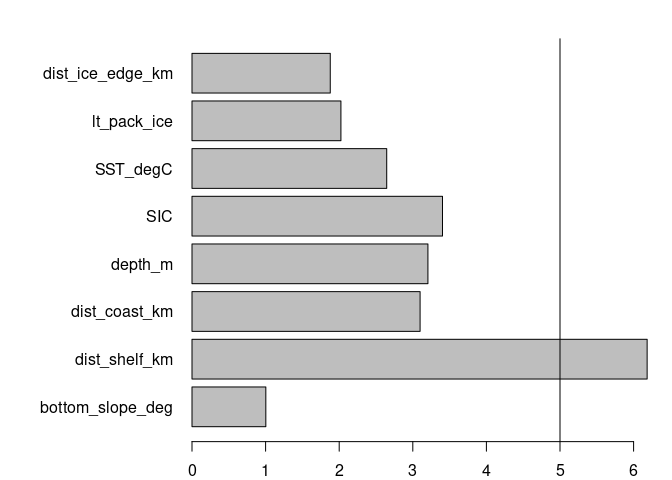 dist_ice_edge_km
lt_pack_ice
SST_degC
SIC
depth_m
dist_coast_km
dist_shelf_km
bottom_slope_deg
0 1 2 3 4 5 6